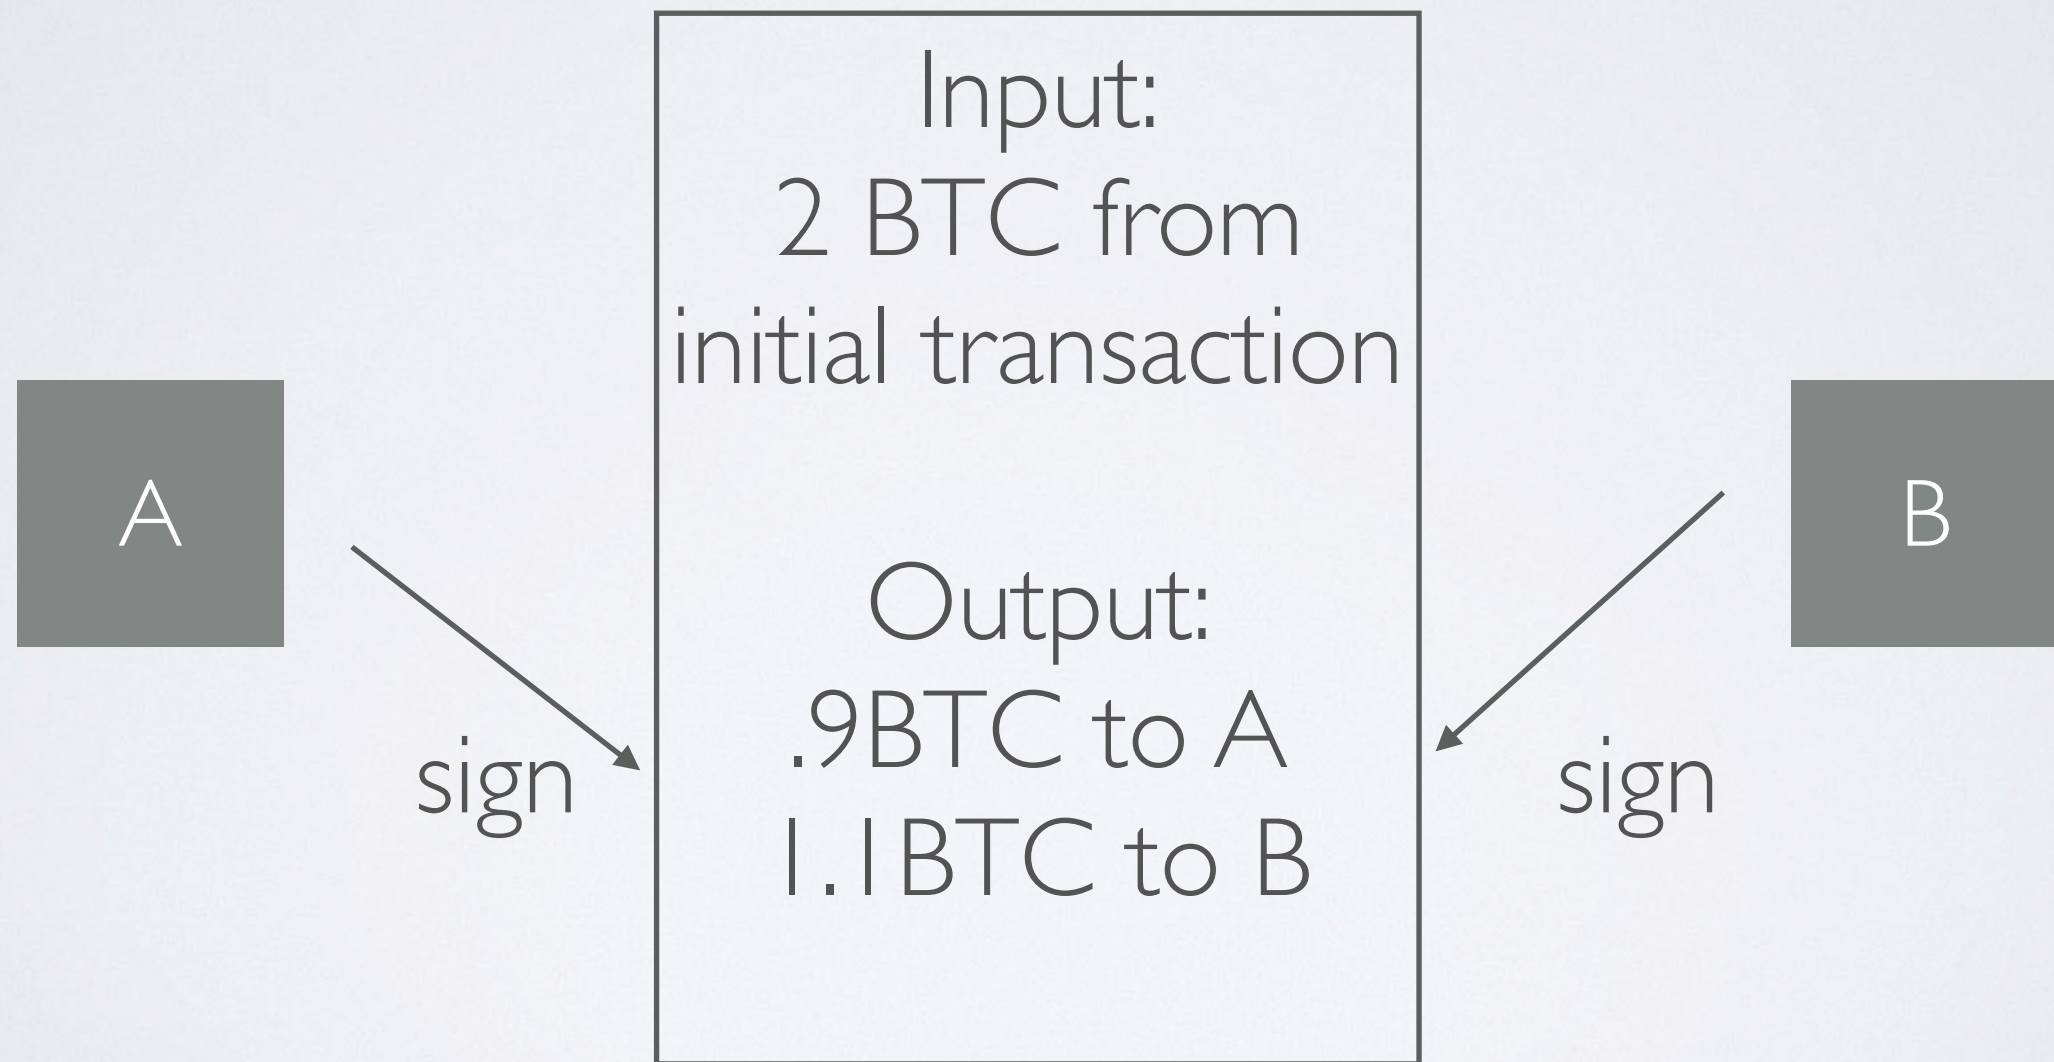 Input:
2 BTC from
initial transaction
A
B
Output:
.9BTC to A
sign
sign
1.1BTC to B